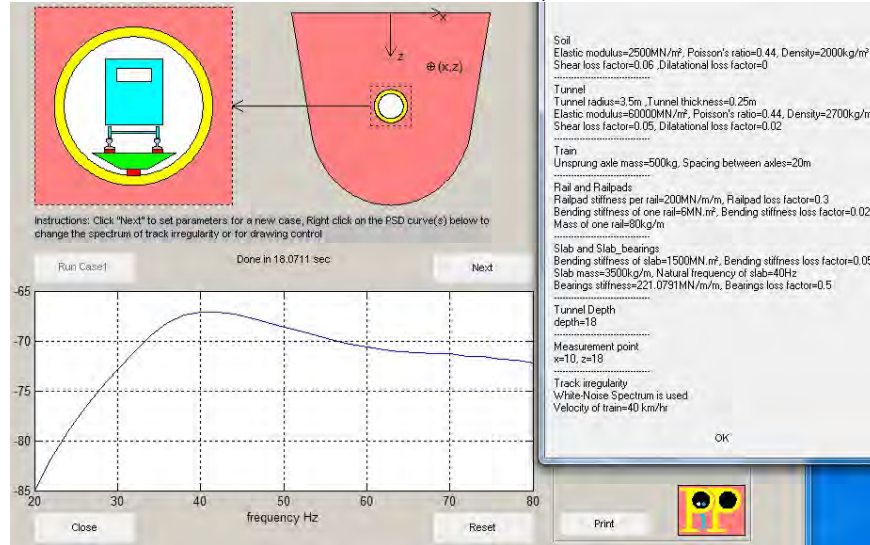 x
z
(x,z)
Instructions: Click "Next" to set parameters for a new case, Right click on the PSD curve(s) below to
change the spectrum of track irregularity or for drawing control
Run Case1
Done in 18.0711 sec
Next
-65
-70
-75
-80
-85
20 30 40 50 60 70 80
frequency Hz
Close
Reset
Soil
Elastic modulus=2500MN/m², Poisson's ratio=0.44, Density=2000kg/m³
Shear loss factor=0.06 ,Dilatational loss factor=0
------------------------------
Tunnel
Tunnel radius=3.5m ,Tunnel thickness=0.25m
Elastic modulus=60000MN/m², Poisson's ratio=0.44, Density=2700kg/m
Shear loss factor=0.05, Dilatational loss factor=0.02
------------------------------
Train
Unsprung axle mass=500kg, Spacing between axles=20m
------------------------------
Rail and Railpads
Railpad stiffness per rail=200MN/m/m, Railpad loss factor=0.3
Bending stiffness of one rail=6MN.m², Bending stiffness loss factor=0.02
Mass of one rail=80kg/m
------------------------------
Slab and Slab_bearings
Bending stiffness of slab=1500MN.m², Bending stiffness loss factor=0.05
Slab mass=3500kg/m, Natural frequency of slab=40Hz
Bearings stiffness=221.0791MN/m/m, Bearings loss factor=0.5
------------------------------
Tunnel Depth
depth=18
------------------------------
Measurement point
x=10, z=18
------------------------------
Track irregularity
White-Noise Spectrum is used
Velocity of train=40 km/hr
OK
Print
PiP